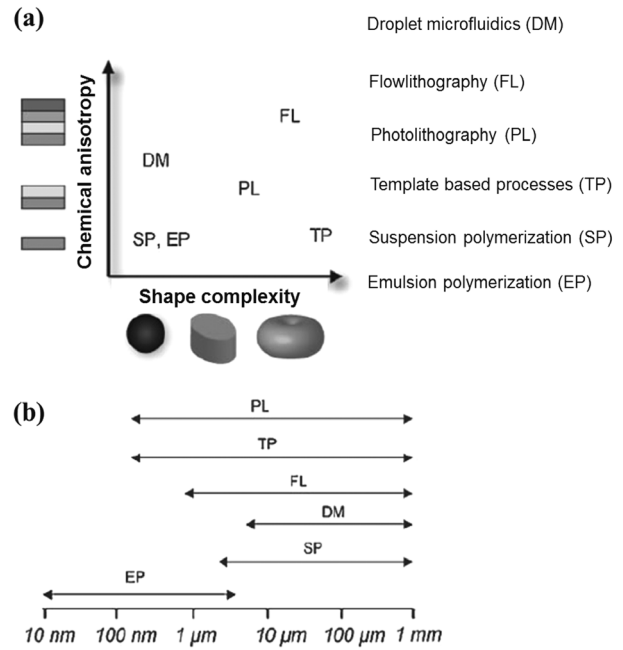 (a)
Droplet microfluidics (DM)
Flowlithography (FL)
Photolithography (PL)
Template based processes (TP)
Suspension polymerization (SP)
Emulsion polymerization (EP)
Chemical anisotropy
FL
DM
PL
SP, EP
TP
Shape complexity
(b)
PL
TP
FL
DM
SP
EP
10 nm 100 nm 1 µm 10 µm 100 µm 1 mm